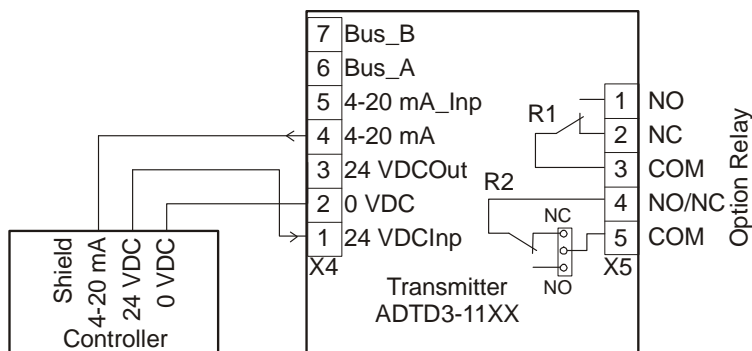 7 Bus_B
6 Bus_A
5 4-20 mA_Inp
4 4-20 mA
3 24 VDCOut
2 0 VDC
1 24 VDCInp
X4
R1
R2
NC
NO
1 NO
2 NC
3 COM
4 NO/NC
5 COM
X5
Option Relay
Transmitter
ADTD3-11XX
Shield
4-20 mA
24 VDC
0 VDC
Controller